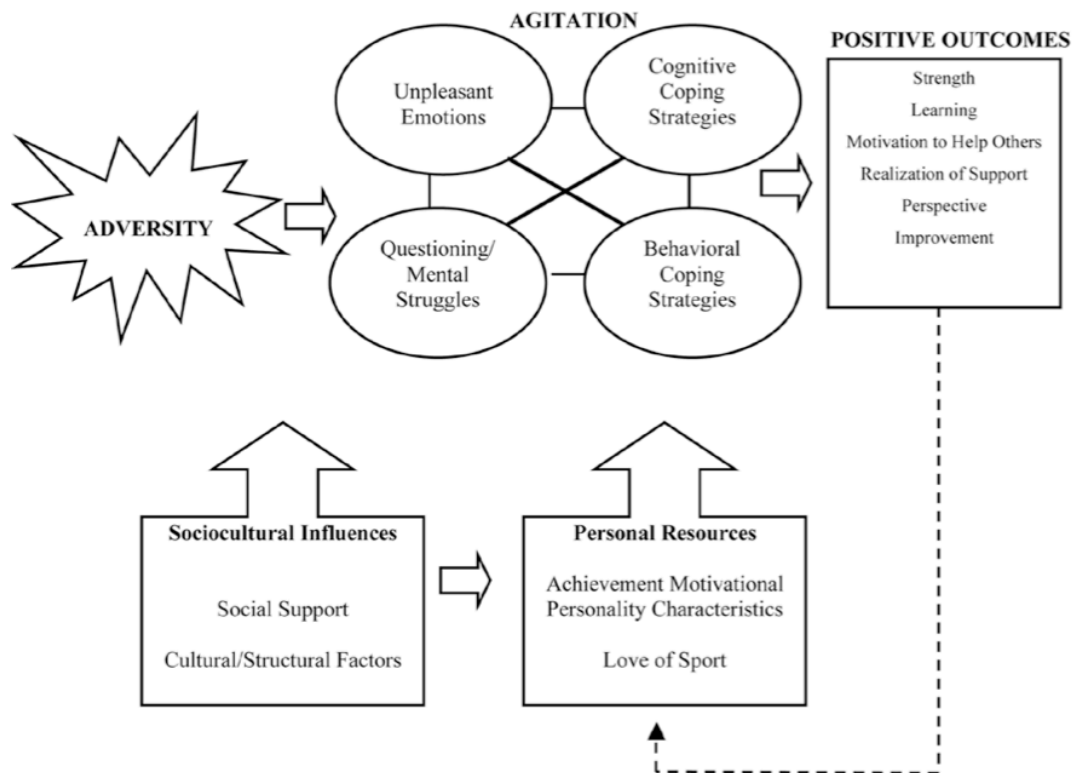 AGITATION
POSITIVE OUTCOMES
ADVERSITY
Unpleasant
Emotions
Cognitive
Coping
Strategies
Questioning/
Mental
Struggles
Behavioral
Coping
Strategies
Strength
Learning
Motivation to Help Others
Realization of Support
Perspective
Improvement
Sociocultural Influences
Social Support
Cultural/Structural Factors
Personal Resources
Achievement Motivational
Personality Characteristics
Love of Sport